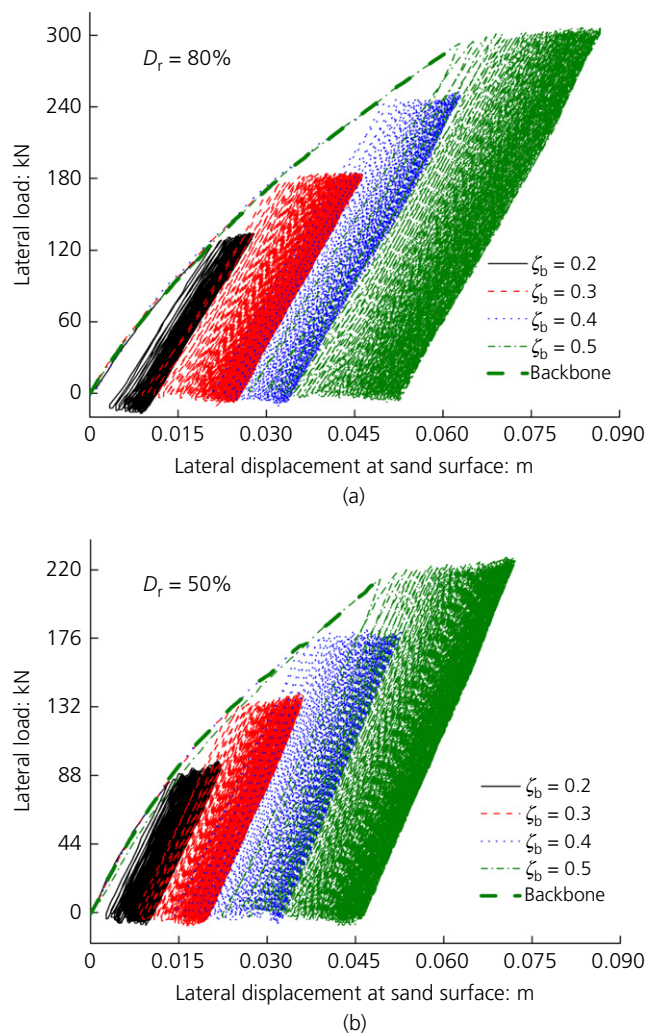 300
240
180
120
60
0
Lateral load: kN
Dr = 80%
ζb = 0.2
ζb = 0.3
ζb = 0.4
ζb = 0.5
Backbone
0 0.015 0.030 0.045 0.060 0.075 0.090
Lateral displacement at sand surface: m
(a)
220
176
132
88
44
0
Lateral load: kN
Dr = 50%
ζb = 0.2
ζb = 0.3
ζb = 0.4
ζb = 0.5
Backbone
0 0.015 0.030 0.045 0.060 0.075 0.090
Lateral displacement at sand surface: m
(b)